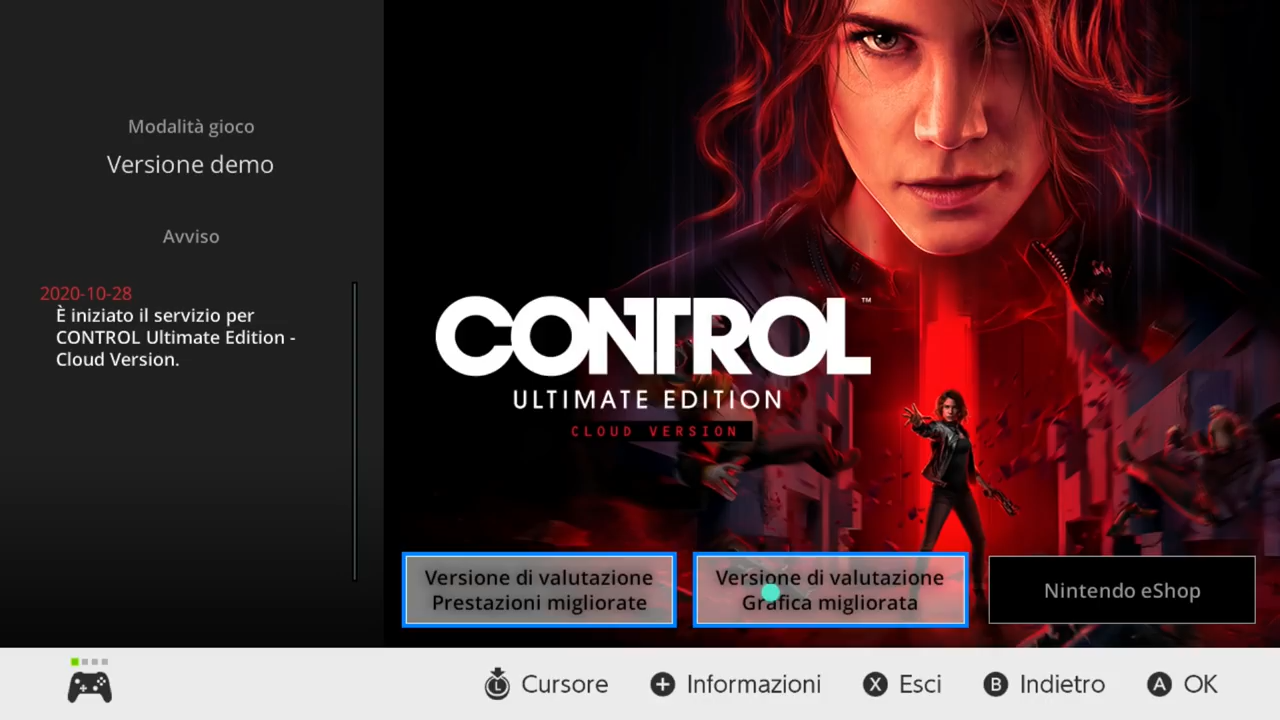 Modalità gioco
Versione demo
Avviso
2020-10-28
È iniziato il servizio per
CONTROL Ultimate Edition -
Cloud Version.
CONTROL™
ULTIMATE EDITION
CLOUD VERSION
Versione di valutazione
Prestazioni migliorate
Versione di valutazione
Grafica migliorata
Nintendo eShop
L Cursore
+ Informazioni
X Esci
B Indietro
A OK